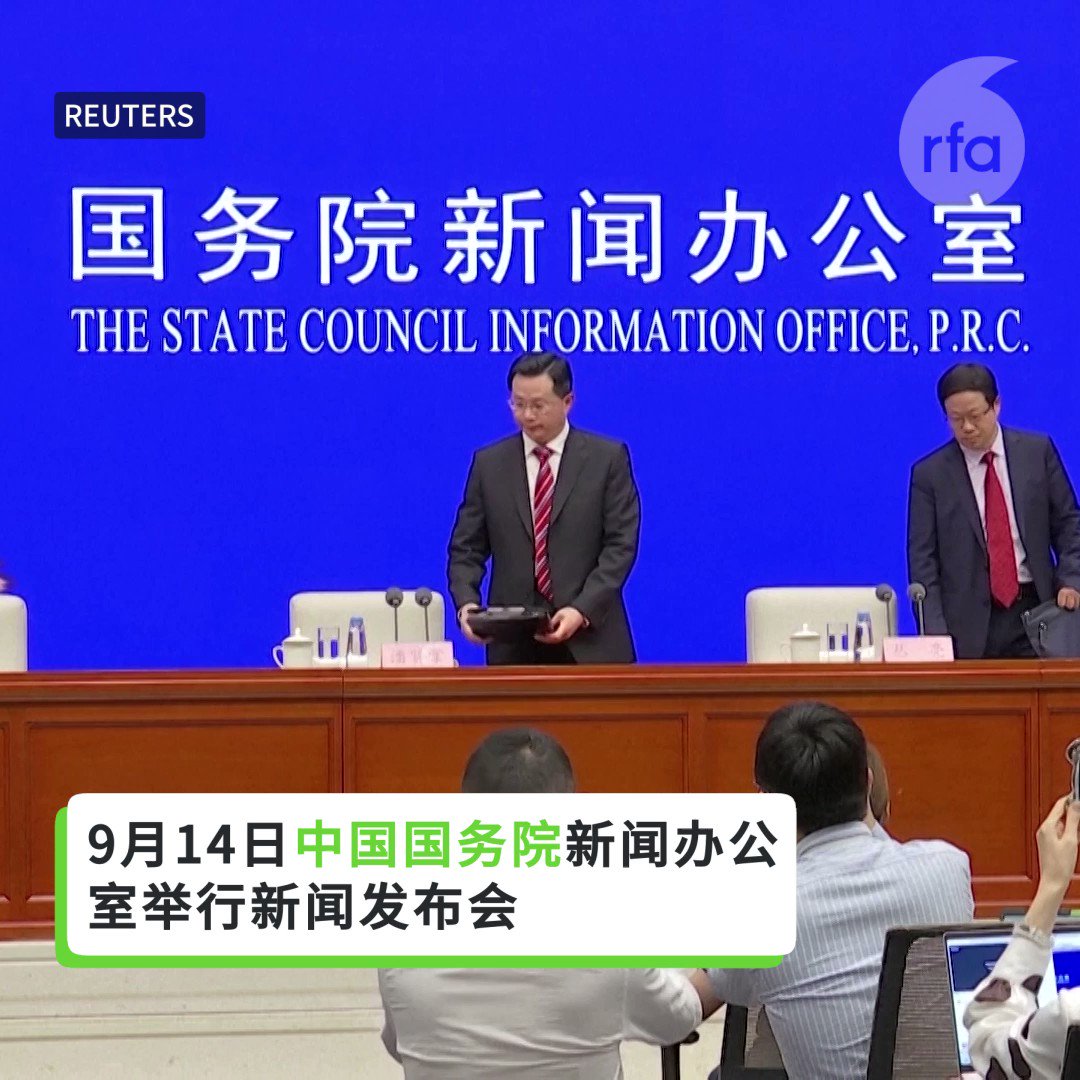 REUTERS
rfa
国务院新闻办公室
THE STATE COUNCIL INFORMATION OFFICE, P.R.C.
9月14日中国国务院新闻办公
室举行新闻发布会